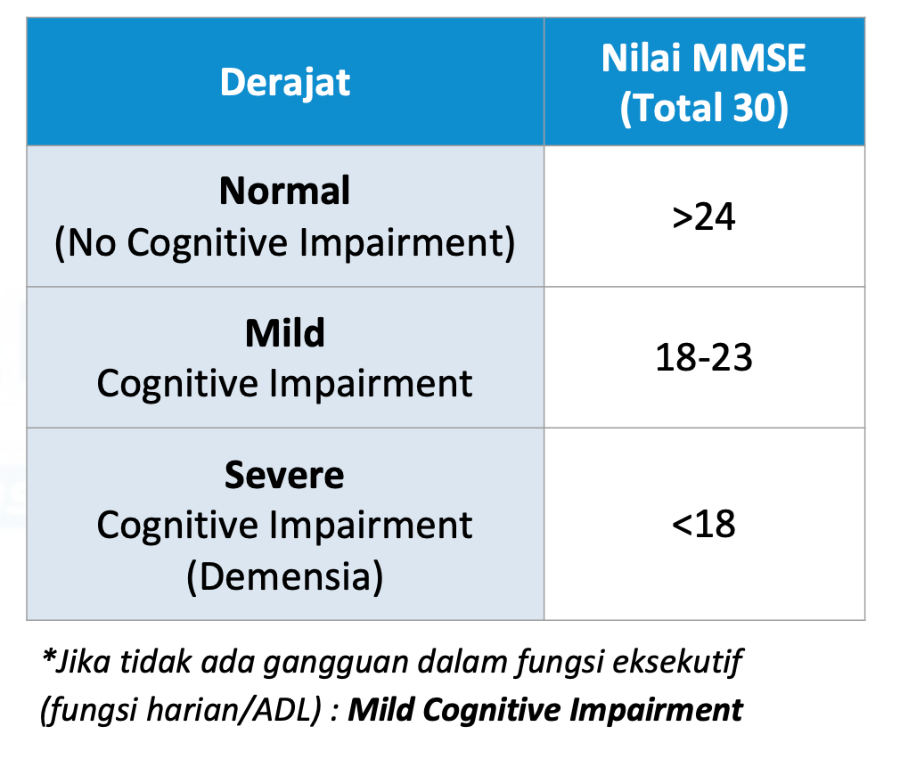 Derajat
Nilai MMSE
(Total 30)
Normal
(No Cognitive Impairment)
>24
Mild
Cognitive Impairment
18-23
Severe
Cognitive Impairment
(Demensia)
<18
*Jika tidak ada gangguan dalam fungsi eksekutif
(fungsi harian/ADL) : Mild Cognitive Impairment